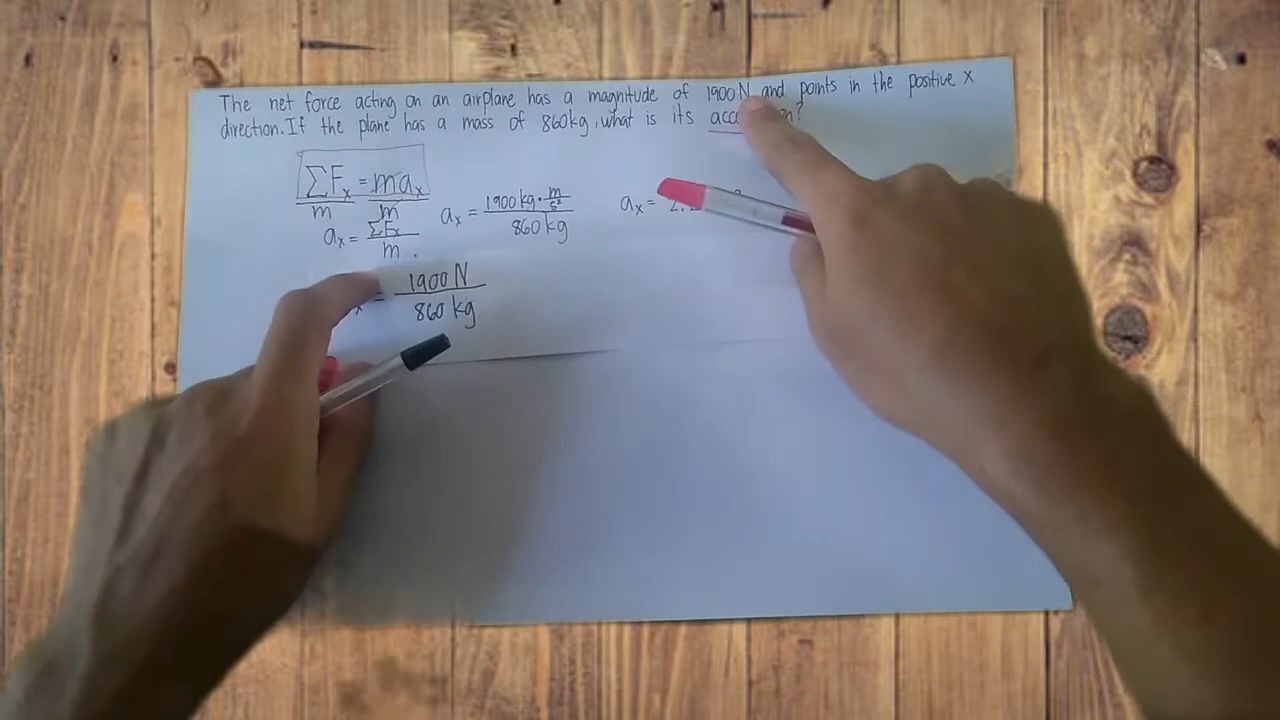 The net force acting on an airplane has a magnitude of 1900 N and points in the positive x
direction. If the plane has a mass of 860kg, what is its
ΣFₓ = maₓ
m m
aₓ = ΣFₓ / m .
aₓ = 1900 kg · m/s² / 860 kg
aₓ =
= 1900 N / 860 kg